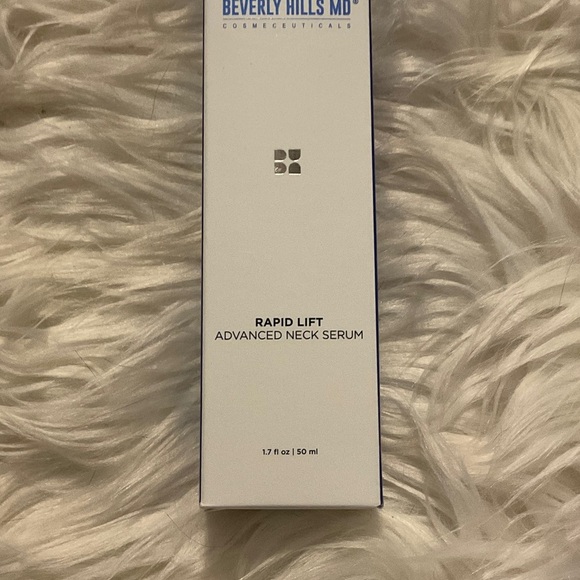 BEVERLY HILLS MD®
COSMECEUTICALS
RAPID LIFT
ADVANCED NECK SERUM
1.7 fl oz | 50 ml